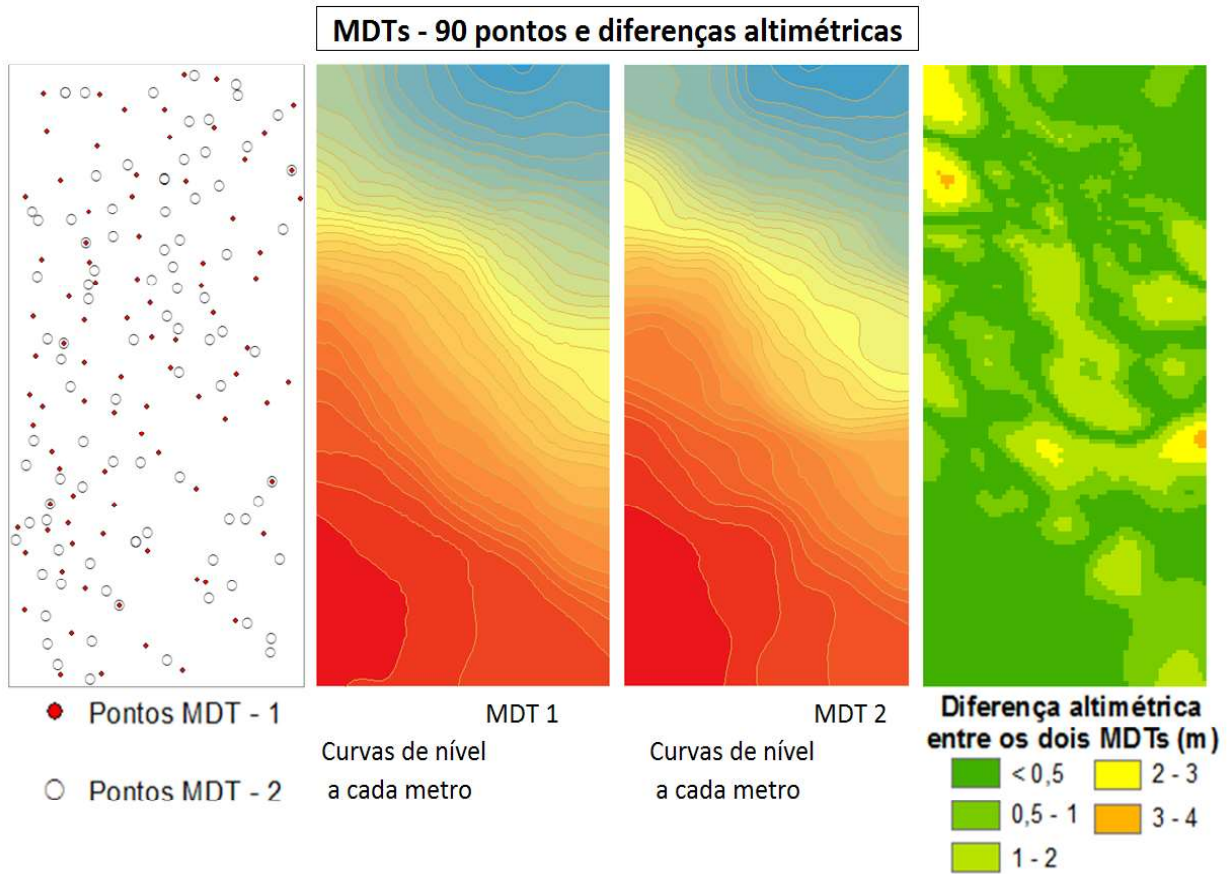 MDTs - 90 pontos e diferenças altimétricas
Pontos MDT - 1
Pontos MDT - 2
MDT 1
Curvas de nível
a cada metro
MDT 2
Curvas de nível
a cada metro
Diferença altimétrica
entre os dois MDTs (m)
< 0,5
0,5 - 1
1 - 2
2 - 3
3 - 4